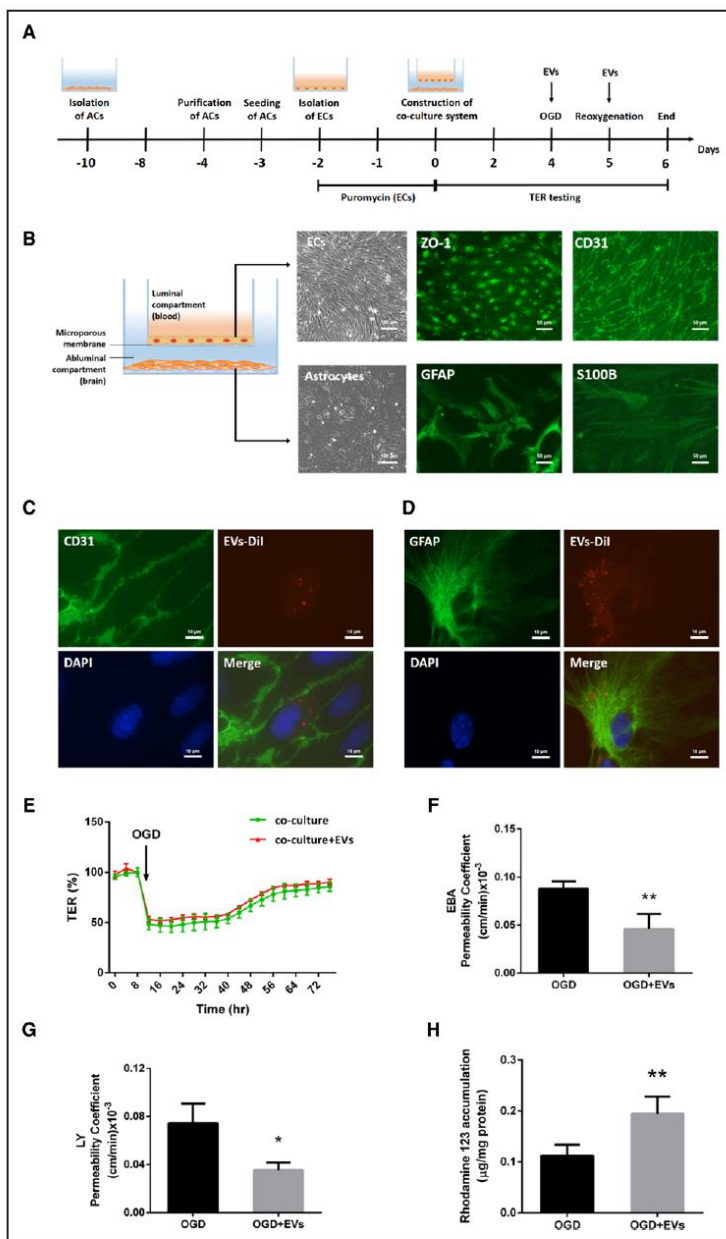 A
EVs EVs
Isolation of ACs
Purification of ACs
Seeding of ACs
Isolation of ECs
Construction of co-culture system
OGD Reoxygenation End
-10 -8 -4 -3 -2 -1 0 2 4 5 6 Days
Puromycin (ECs) TER testing
B
Luminal
compartment
(blood)
Microporous
membrane
Abluminal
compartment
(brain)
ECs ZO-1 CD31
100 µm 50 µm 50 µm
Astrocytes GFAP S100B
100 µm 50 µm 50 µm
C
CD31 EVs-DiI
10 µm 10 µm
DAPI Merge
10 µm 10 µm
D
GFAP EVs-DiI
10 µm 10 µm
DAPI Merge
10 µm 10 µm
E
co-culture
co-culture+EVs
OGD
TER (%)
150
100
50
0
0 8 16 24 32 40 48 56 64 72
Time (hr)
F
EBA
Permeability Coefficient
(cm/min)x10⁻³
0.15
0.10
0.05
0.00
**
OGD OGD+EVs
G
LY
Permeability Coefficient
(cm/min)x10⁻³
0.12
0.08
0.04
0.00
*
OGD OGD+EVs
H
Rhodamine 123 accumulation
(µg/mg protein)
0.3
0.2
0.1
0.0
**
OGD OGD+EVs